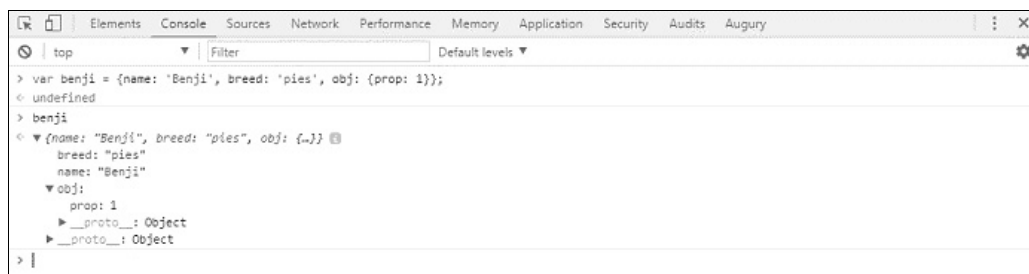 Elements Console Sources Network Performance Memory Application Security Audits Augury
top Filter Default levels
> var benji = {name: 'Benji', breed: 'pies', obj: {prop: 1}};
< undefined
> benji
< ▼{name: "Benji", breed: "pies", obj: {…}} i
breed: "pies"
name: "Benji"
▼obj:
prop: 1
▶__proto__: Object
▶__proto__: Object
>